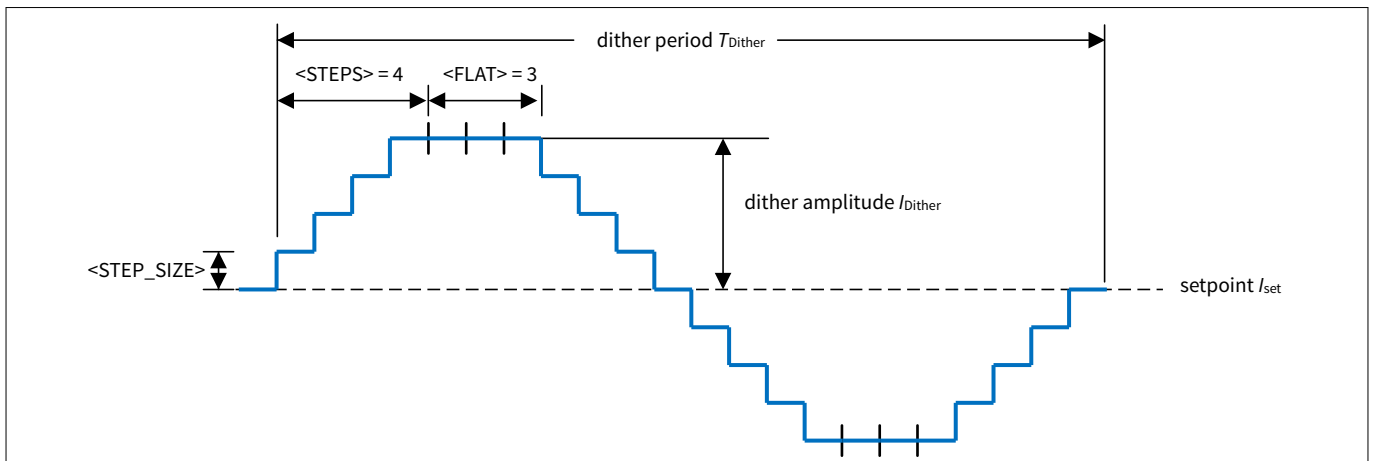 dither period TDither
<STEPS> = 4
<FLAT> = 3
dither amplitude IDither
<STEP_SIZE>
setpoint Iset